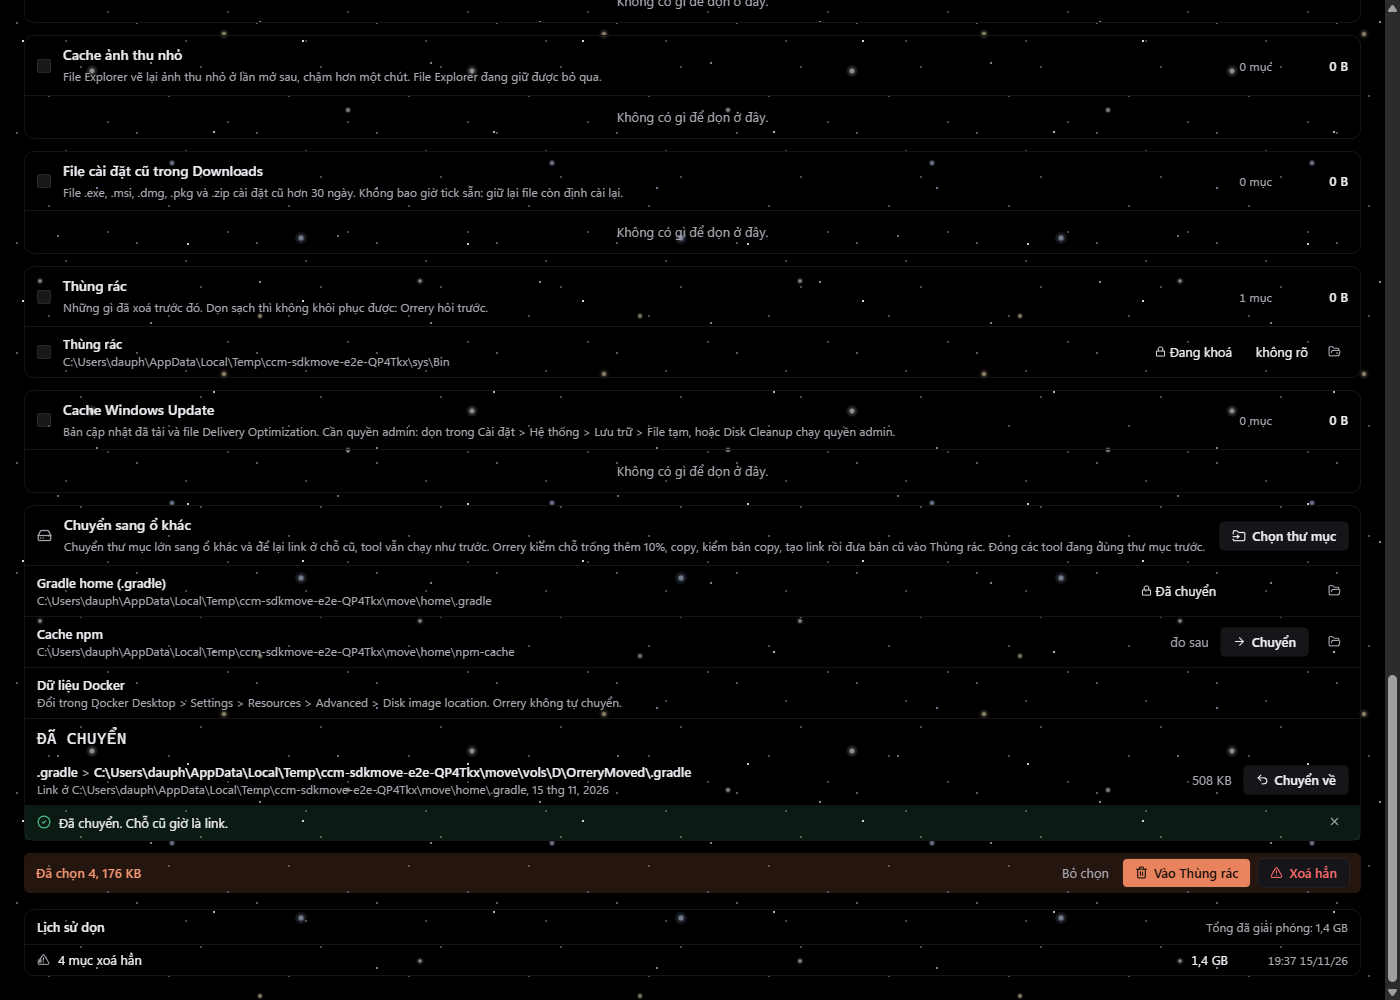 Không có gì để dọn ở đây.
Cache ảnh thu nhỏ
File Explorer vẽ lại ảnh thu nhỏ ở lần mở sau, chậm hơn một chút. File Explorer đang giữ được bỏ qua.
0 mục
0 B
Không có gì để dọn ở đây.
File cài đặt cũ trong Downloads
File .exe, .msi, .dmg, .pkg và .zip cài đặt cũ hơn 30 ngày. Không bao giờ tick sẵn: giữ lại file còn định cài lại.
0 mục
0 B
Không có gì để dọn ở đây.
Thùng rác
Những gì đã xoá trước đó. Dọn sạch thì không khôi phục được: Orrery hỏi trước.
1 mục
0 B
Thùng rác
C:\Users\dauph\AppData\Local\Temp\ccm-sdkmove-e2e-QP4Tkx\sys\Bin
Đang khoá
không rõ
Cache Windows Update
Bản cập nhật đã tải và file Delivery Optimization. Cần quyền admin: dọn trong Cài đặt > Hệ thống > Lưu trữ > File tạm, hoặc Disk Cleanup chạy quyền admin.
0 mục
0 B
Không có gì để dọn ở đây.
Chuyển sang ổ khác
Chuyển thư mục lớn sang ổ khác và để lại link ở chỗ cũ, tool vẫn chạy như trước. Orrery kiểm chỗ trống thêm 10%, copy, kiểm bản copy, tạo link rồi đưa bản cũ vào Thùng rác. Đóng các tool đang dùng thư mục trước.
Chọn thư mục
Gradle home (.gradle)
C:\Users\dauph\AppData\Local\Temp\ccm-sdkmove-e2e-QP4Tkx\move\home\.gradle
Đã chuyển
Cache npm
C:\Users\dauph\AppData\Local\Temp\ccm-sdkmove-e2e-QP4Tkx\move\home\npm-cache
đo sau
Chuyển
Dữ liệu Docker
Đổi trong Docker Desktop > Settings > Resources > Advanced > Disk image location. Orrery không tự chuyển.
ĐÃ CHUYỂN
.gradle > C:\Users\dauph\AppData\Local\Temp\ccm-sdkmove-e2e-QP4Tkx\move\vols\D\OrreryMoved\.gradle
Link ở C:\Users\dauph\AppData\Local\Temp\ccm-sdkmove-e2e-QP4Tkx\move\home\.gradle, 15 thg 11, 2026
508 KB
Chuyển về
Đã chuyển. Chỗ cũ giờ là link.
Đã chọn 4, 176 KB
Bỏ chọn
Vào Thùng rác
Xoá hẳn
Lịch sử dọn
Tổng đã giải phóng: 1,4 GB
4 mục xoá hẳn
1,4 GB
19:37 15/11/26